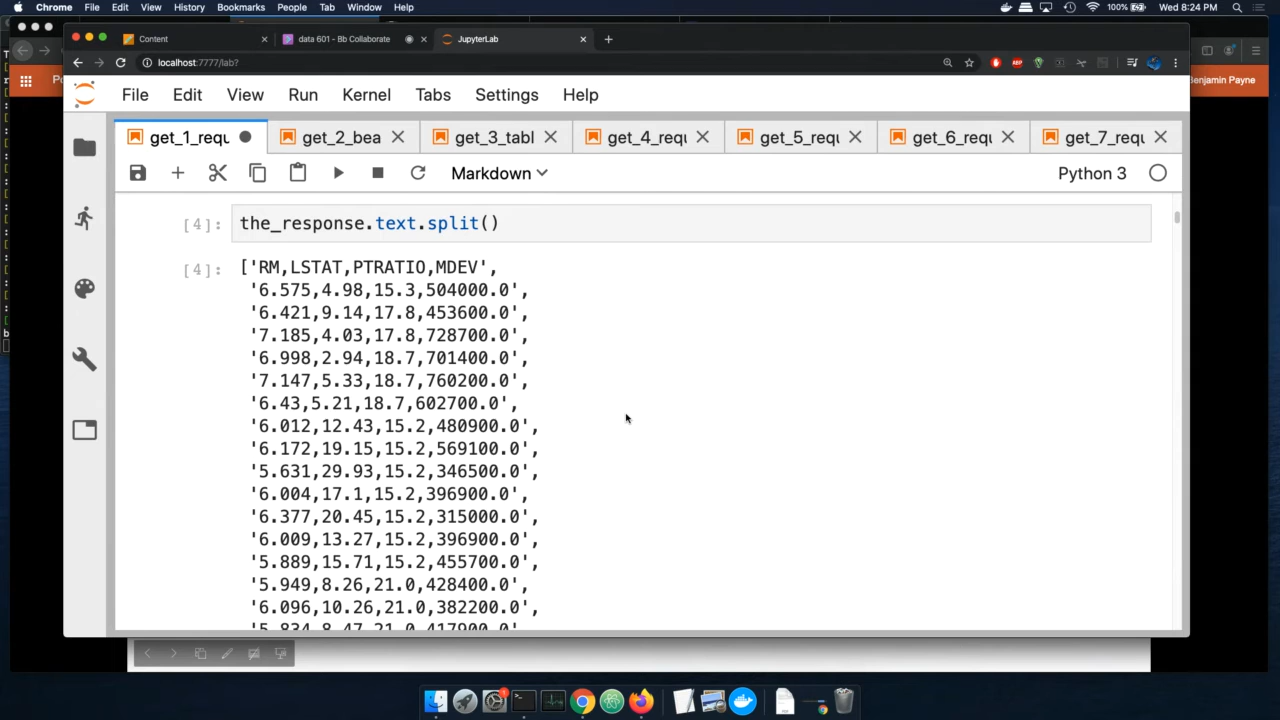 Chrome File Edit View History Bookmarks People Tab Window Help 100% Wed 8:24 PM
Content data 601 - Bb Collaborate JupyterLab
localhost:7777/lab?
Benjamin Payne
File Edit View Run Kernel Tabs Settings Help
get_1_requ get_2_bea get_3_tabl get_4_requ get_5_requ get_6_requ get_7_requ
Markdown Python 3
[4]: the_response.text.split()
[4]: ['RM,LSTAT,PTRATIO,MDEV',
'6.575,4.98,15.3,504000.0',
'6.421,9.14,17.8,453600.0',
'7.185,4.03,17.8,728700.0',
'6.998,2.94,18.7,701400.0',
'7.147,5.33,18.7,760200.0',
'6.43,5.21,18.7,602700.0',
'6.012,12.43,15.2,480900.0',
'6.172,19.15,15.2,569100.0',
'5.631,29.93,15.2,346500.0',
'6.004,17.1,15.2,396900.0',
'6.377,20.45,15.2,315000.0',
'6.009,13.27,15.2,396900.0',
'5.889,15.71,15.2,455700.0',
'5.949,8.26,21.0,428400.0',
'6.096,10.26,21.0,382200.0',
'5.834,8.47,21.0,417900.0',